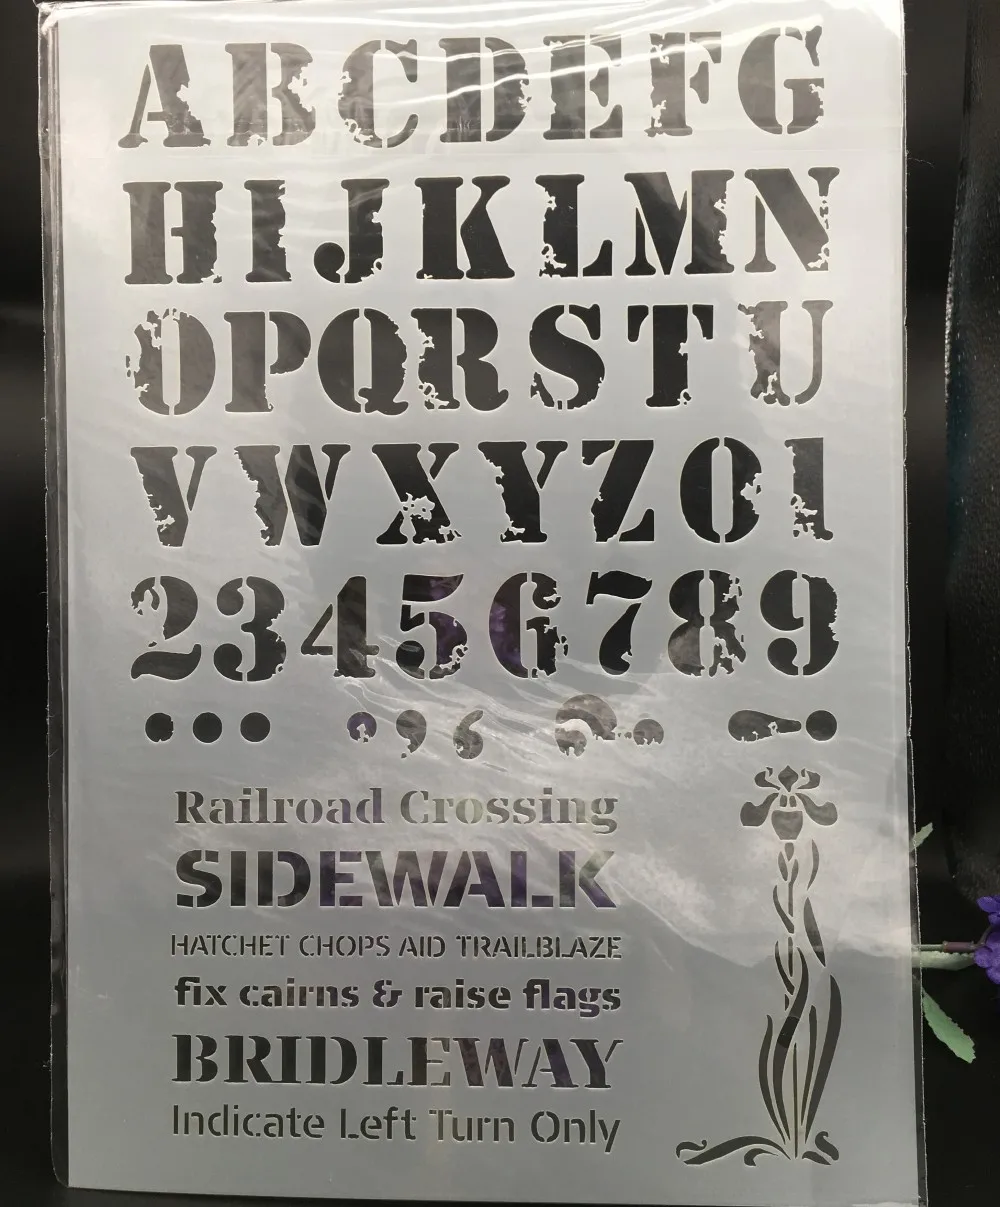 ABCDEFG
HIJKLMN
OPQRSTU
VWXYZ01
23456789
... ., ‘ ?. !
Railroad Crossing
SIDEWALK
HATCHET CHOPS AID TRAILBLAZE
fix cairns & raise flags
BRIDLEWAY
Indicate Left Turn Only